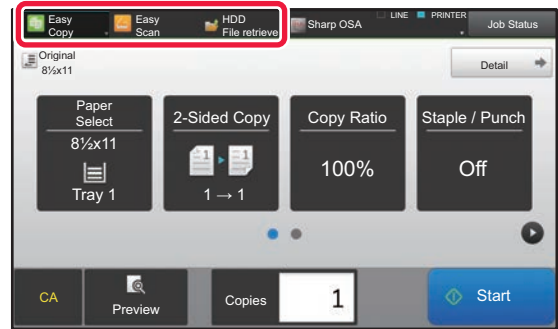 Easy Copy
Easy Scan
HDD File retrieve
Sharp OSA
LINE
PRINTER
Job Status
Original
8½x11
Detail
Paper Select
8½x11
Tray 1
2-Sided Copy
1
1
1 → 1
Copy Ratio
100%
Staple / Punch
Off
CA
Preview
Copies
1
Start